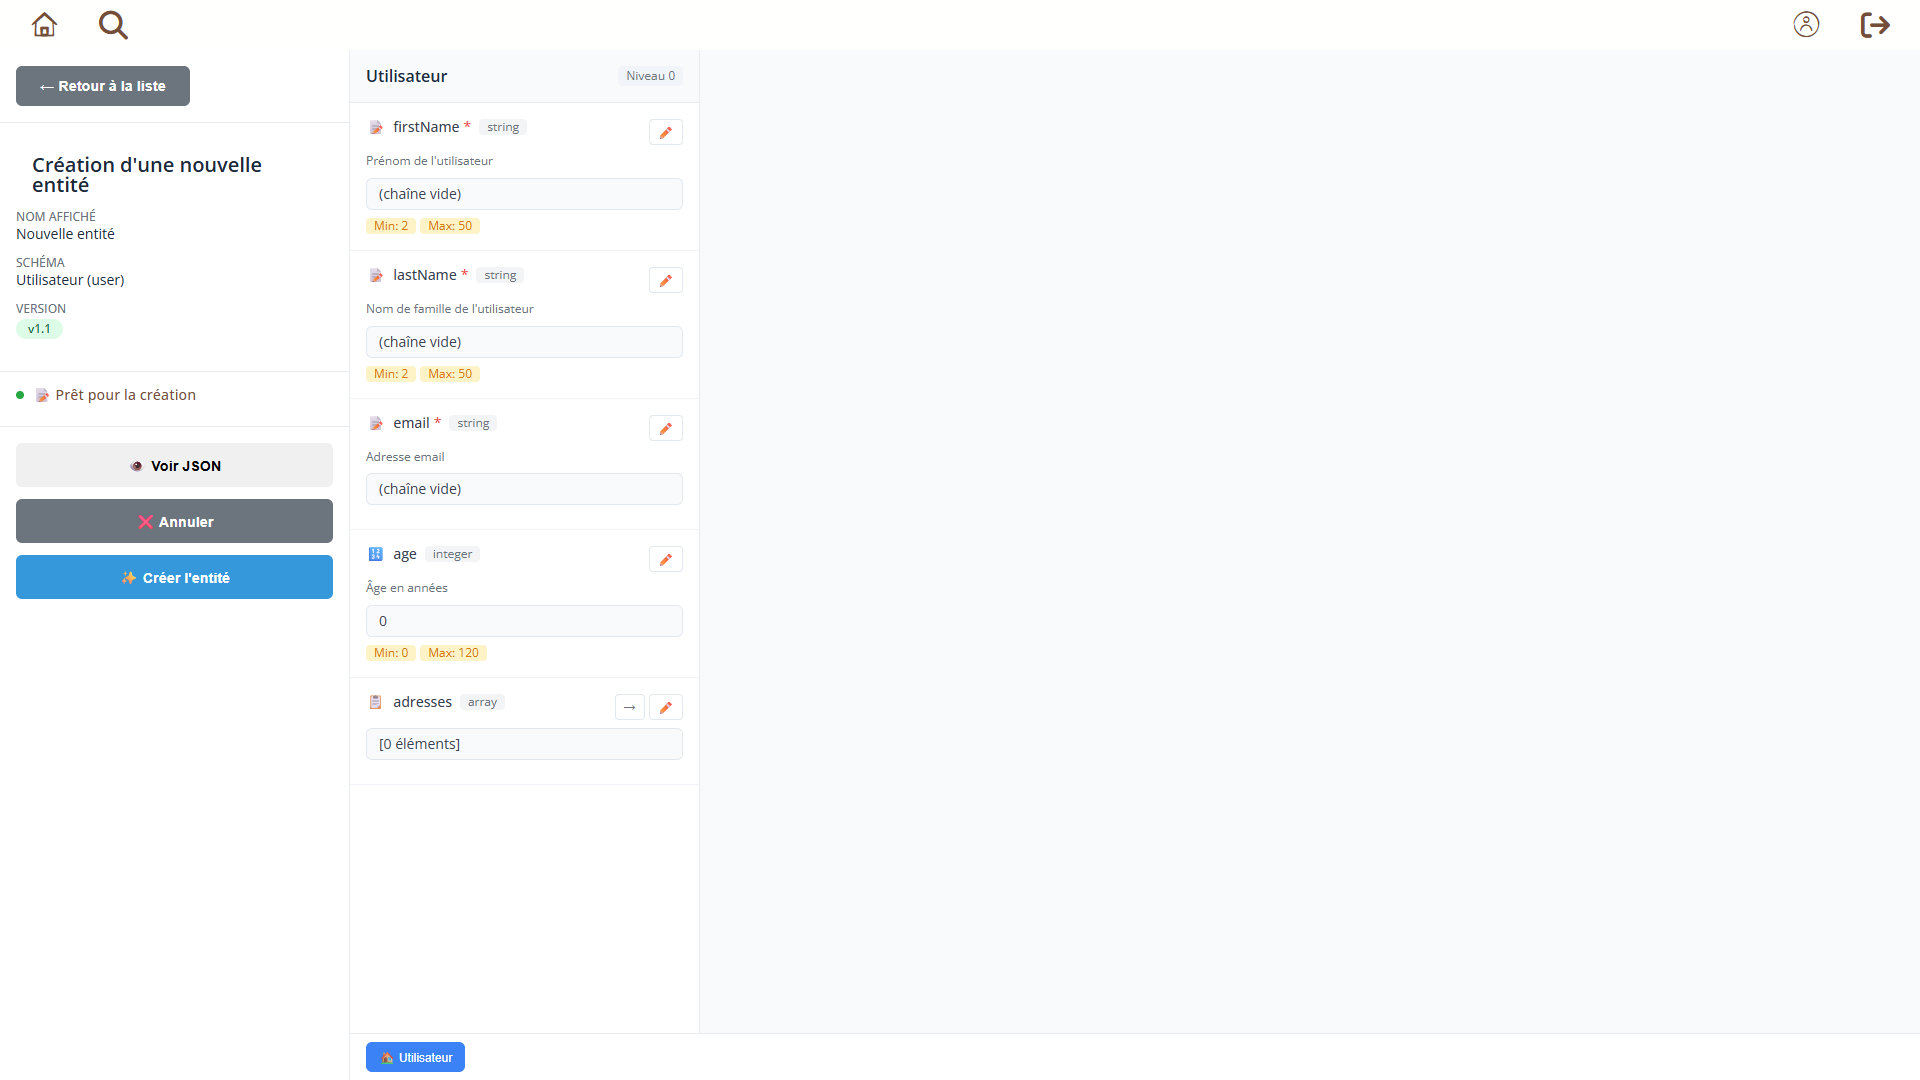 ← Retour à la liste
Création d'une nouvelle
entité
NOM AFFICHÉ
Nouvelle entité
SCHÉMA
Utilisateur (user)
VERSION
v1.1
Prêt pour la création
Voir JSON
Annuler
Créer l'entité
Utilisateur
Niveau 0
firstName * string
Prénom de l'utilisateur
(chaîne vide)
Min: 2 Max: 50
lastName * string
Nom de famille de l'utilisateur
(chaîne vide)
Min: 2 Max: 50
email * string
Adresse email
(chaîne vide)
age integer
Âge en années
0
Min: 0 Max: 120
adresses array
→
[0 éléments]
Utilisateur